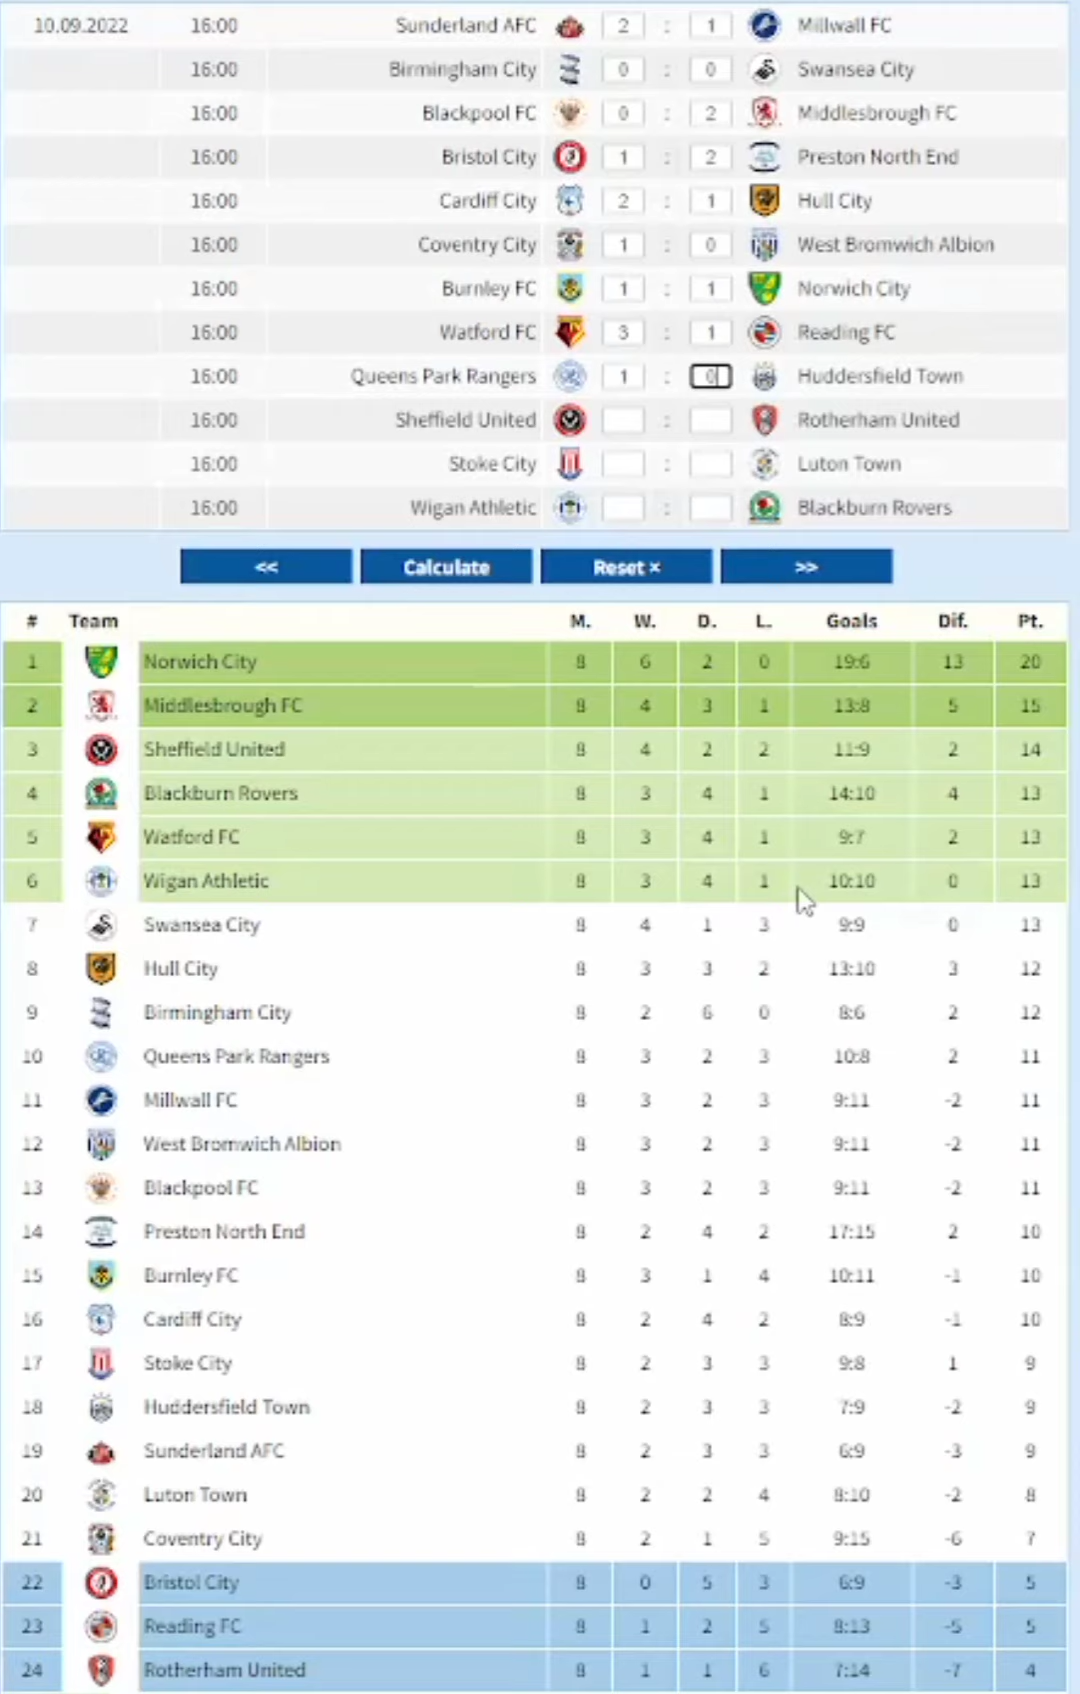 10.09.2022 16:00 Sunderland AFC 2 : 1 Millwall FC
16:00 Birmingham City 0 : 0 Swansea City
16:00 Blackpool FC 0 : 2 Middlesbrough FC
16:00 Bristol City 1 : 2 Preston North End
16:00 Cardiff City 2 : 1 Hull City
16:00 Coventry City 1 : 0 West Bromwich Albion
16:00 Burnley FC 1 : 1 Norwich City
16:00 Watford FC 3 : 1 Reading FC
16:00 Queens Park Rangers 1 : 0 Huddersfield Town
16:00 Sheffield United : Rotherham United
16:00 Stoke City : Luton Town
16:00 Wigan Athletic : Blackburn Rovers
<< Calculate Reset × >>
# Team M. W. D. L. Goals Dif. Pt.
1 Norwich City 8 6 2 0 19:6 13 20
2 Middlesbrough FC 8 4 3 1 13:8 5 15
3 Sheffield United 8 4 2 2 11:9 2 14
4 Blackburn Rovers 8 3 4 1 14:10 4 13
5 Watford FC 8 3 4 1 9:7 2 13
6 Wigan Athletic 8 3 4 1 10:10 0 13
7 Swansea City 8 4 1 3 9:9 0 13
8 Hull City 8 3 3 2 13:10 3 12
9 Birmingham City 8 2 6 0 8:6 2 12
10 Queens Park Rangers 8 3 2 3 10:8 2 11
11 Millwall FC 8 3 2 3 9:11 -2 11
12 West Bromwich Albion 8 3 2 3 9:11 -2 11
13 Blackpool FC 8 3 2 3 9:11 -2 11
14 Preston North End 8 2 4 2 17:15 2 10
15 Burnley FC 8 3 1 4 10:11 -1 10
16 Cardiff City 8 2 4 2 8:9 -1 10
17 Stoke City 8 2 3 3 9:8 1 9
18 Huddersfield Town 8 2 3 3 7:9 -2 9
19 Sunderland AFC 8 2 3 3 6:9 -3 9
20 Luton Town 8 2 2 4 8:10 -2 8
21 Coventry City 8 2 1 5 9:15 -6 7
22 Bristol City 8 0 5 3 6:9 -3 5
23 Reading FC 8 1 2 5 8:13 -5 5
24 Rotherham United 8 1 1 6 7:14 -7 4